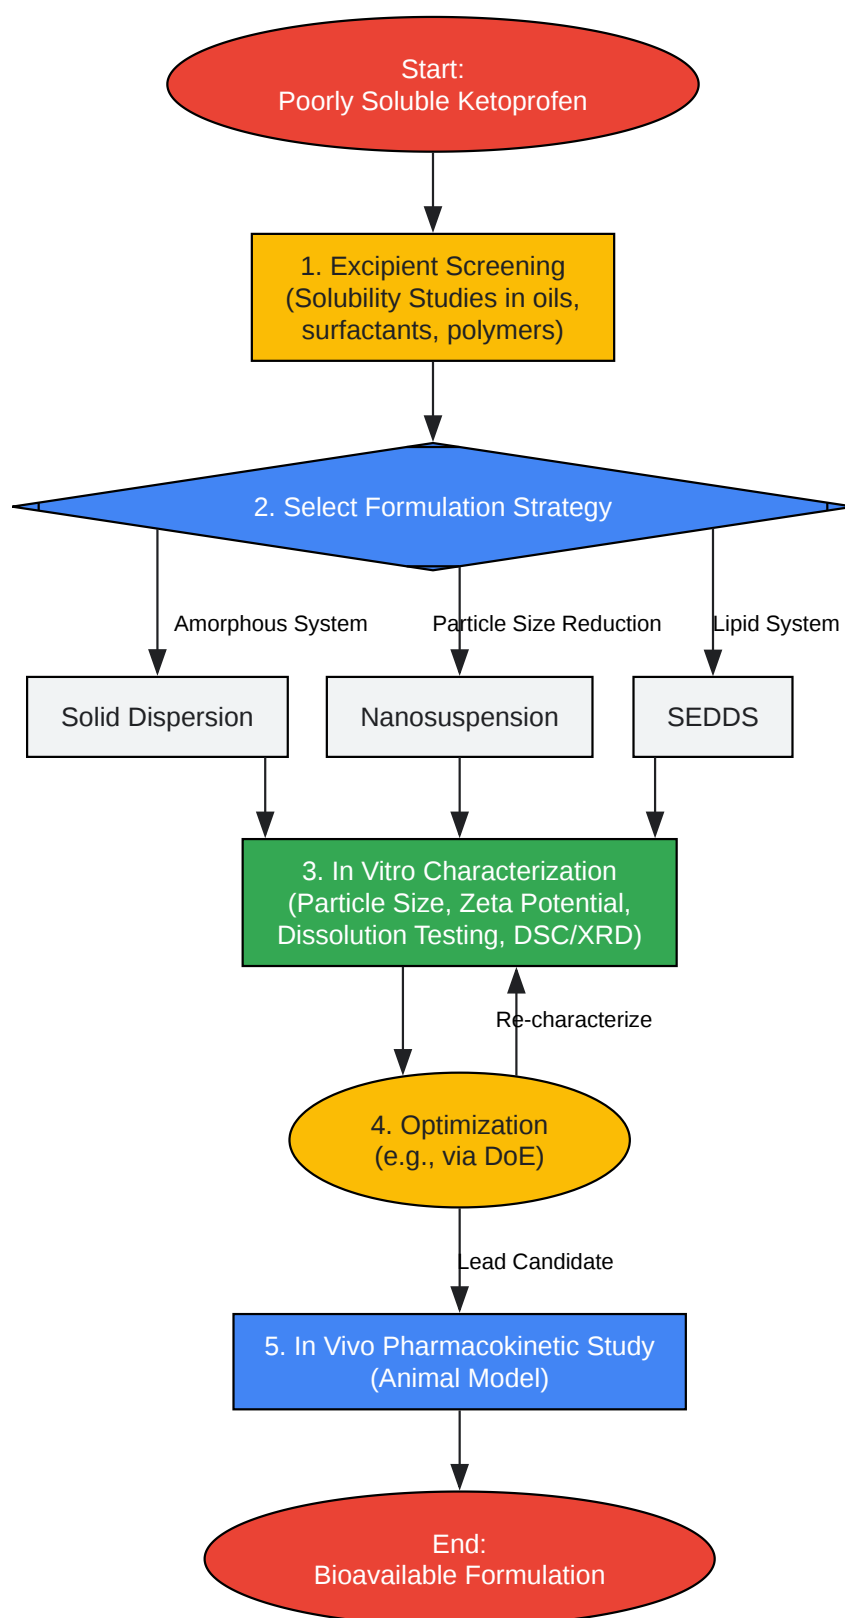 Start:
Poorly Soluble Ketoprofen
1. Excipient Screening
(Solubility Studies in oils,
surfactants, polymers)
2. Select Formulation Strategy
Amorphous System
Particle Size Reduction
Lipid System
Solid Dispersion
Nanosuspension
SEDDS
3. In Vitro Characterization
(Particle Size, Zeta Potential,
Dissolution Testing, DSC/XRD)
Re-characterize
4. Optimization
(e.g., via DoE)
Lead Candidate
5. In Vivo Pharmacokinetic Study
(Animal Model)
End:
Bioavailable Formulation